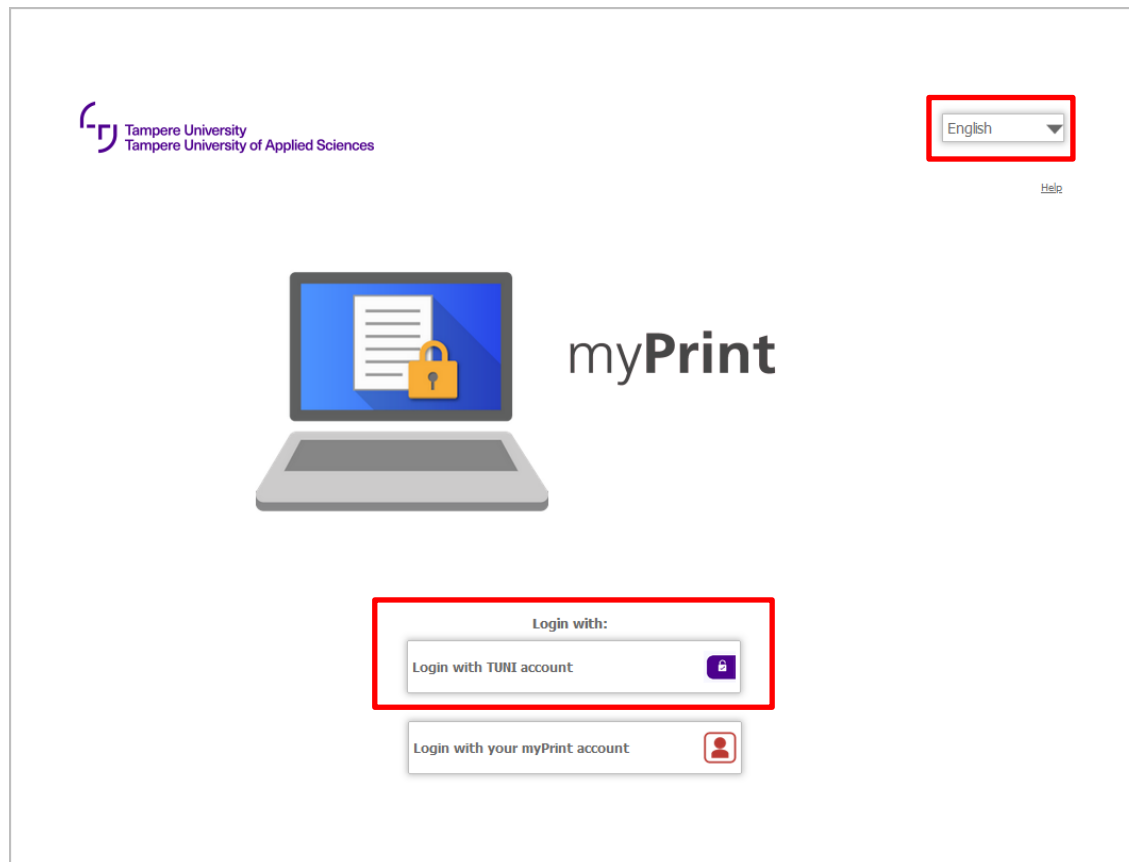 Tampere University
Tampere University of Applied Sciences
English
Help
myPrint
Login with:
Login with TUNI account
Login with your myPrint account